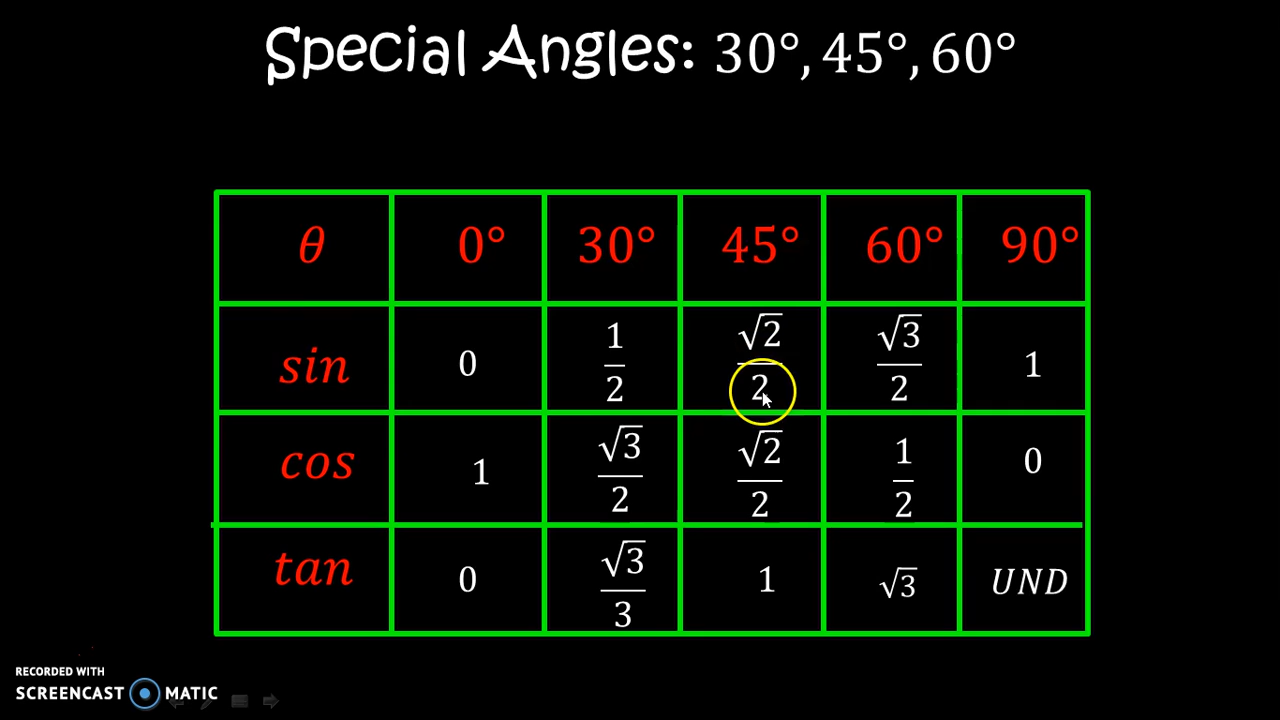 Special Angles: 30°, 45°, 60°
θ 0° 30° 45° 60° 90°
sin 0 1/2 √2/2 √3/2 1
cos 1 √3/2 √2/2 1/2 0
tan 0 √3/3 1 √3 UND
RECORDED WITH
SCREENCAST MATIC